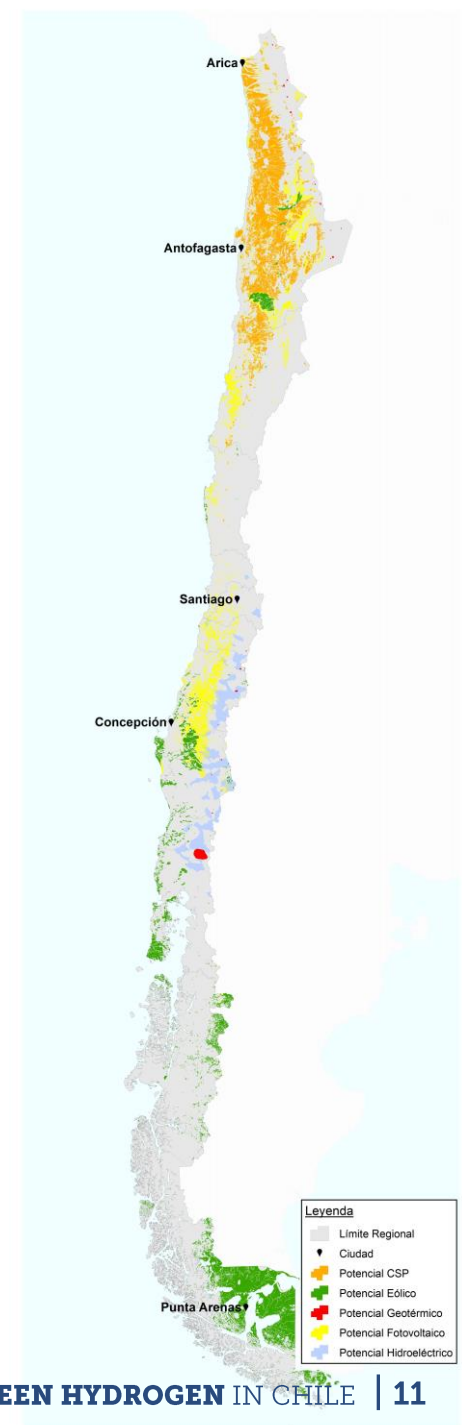 Arica
Antofagasta
Santiago
Concepción
Punta Arenas
Leyenda
Límite Regional
Ciudad
Potencial CSP
Potencial Eólico
Potencial Geotérmico
Potencial Fotovoltaico
Potencial Hidroeléctrico
EEN HYDROGEN IN CHILE | 11